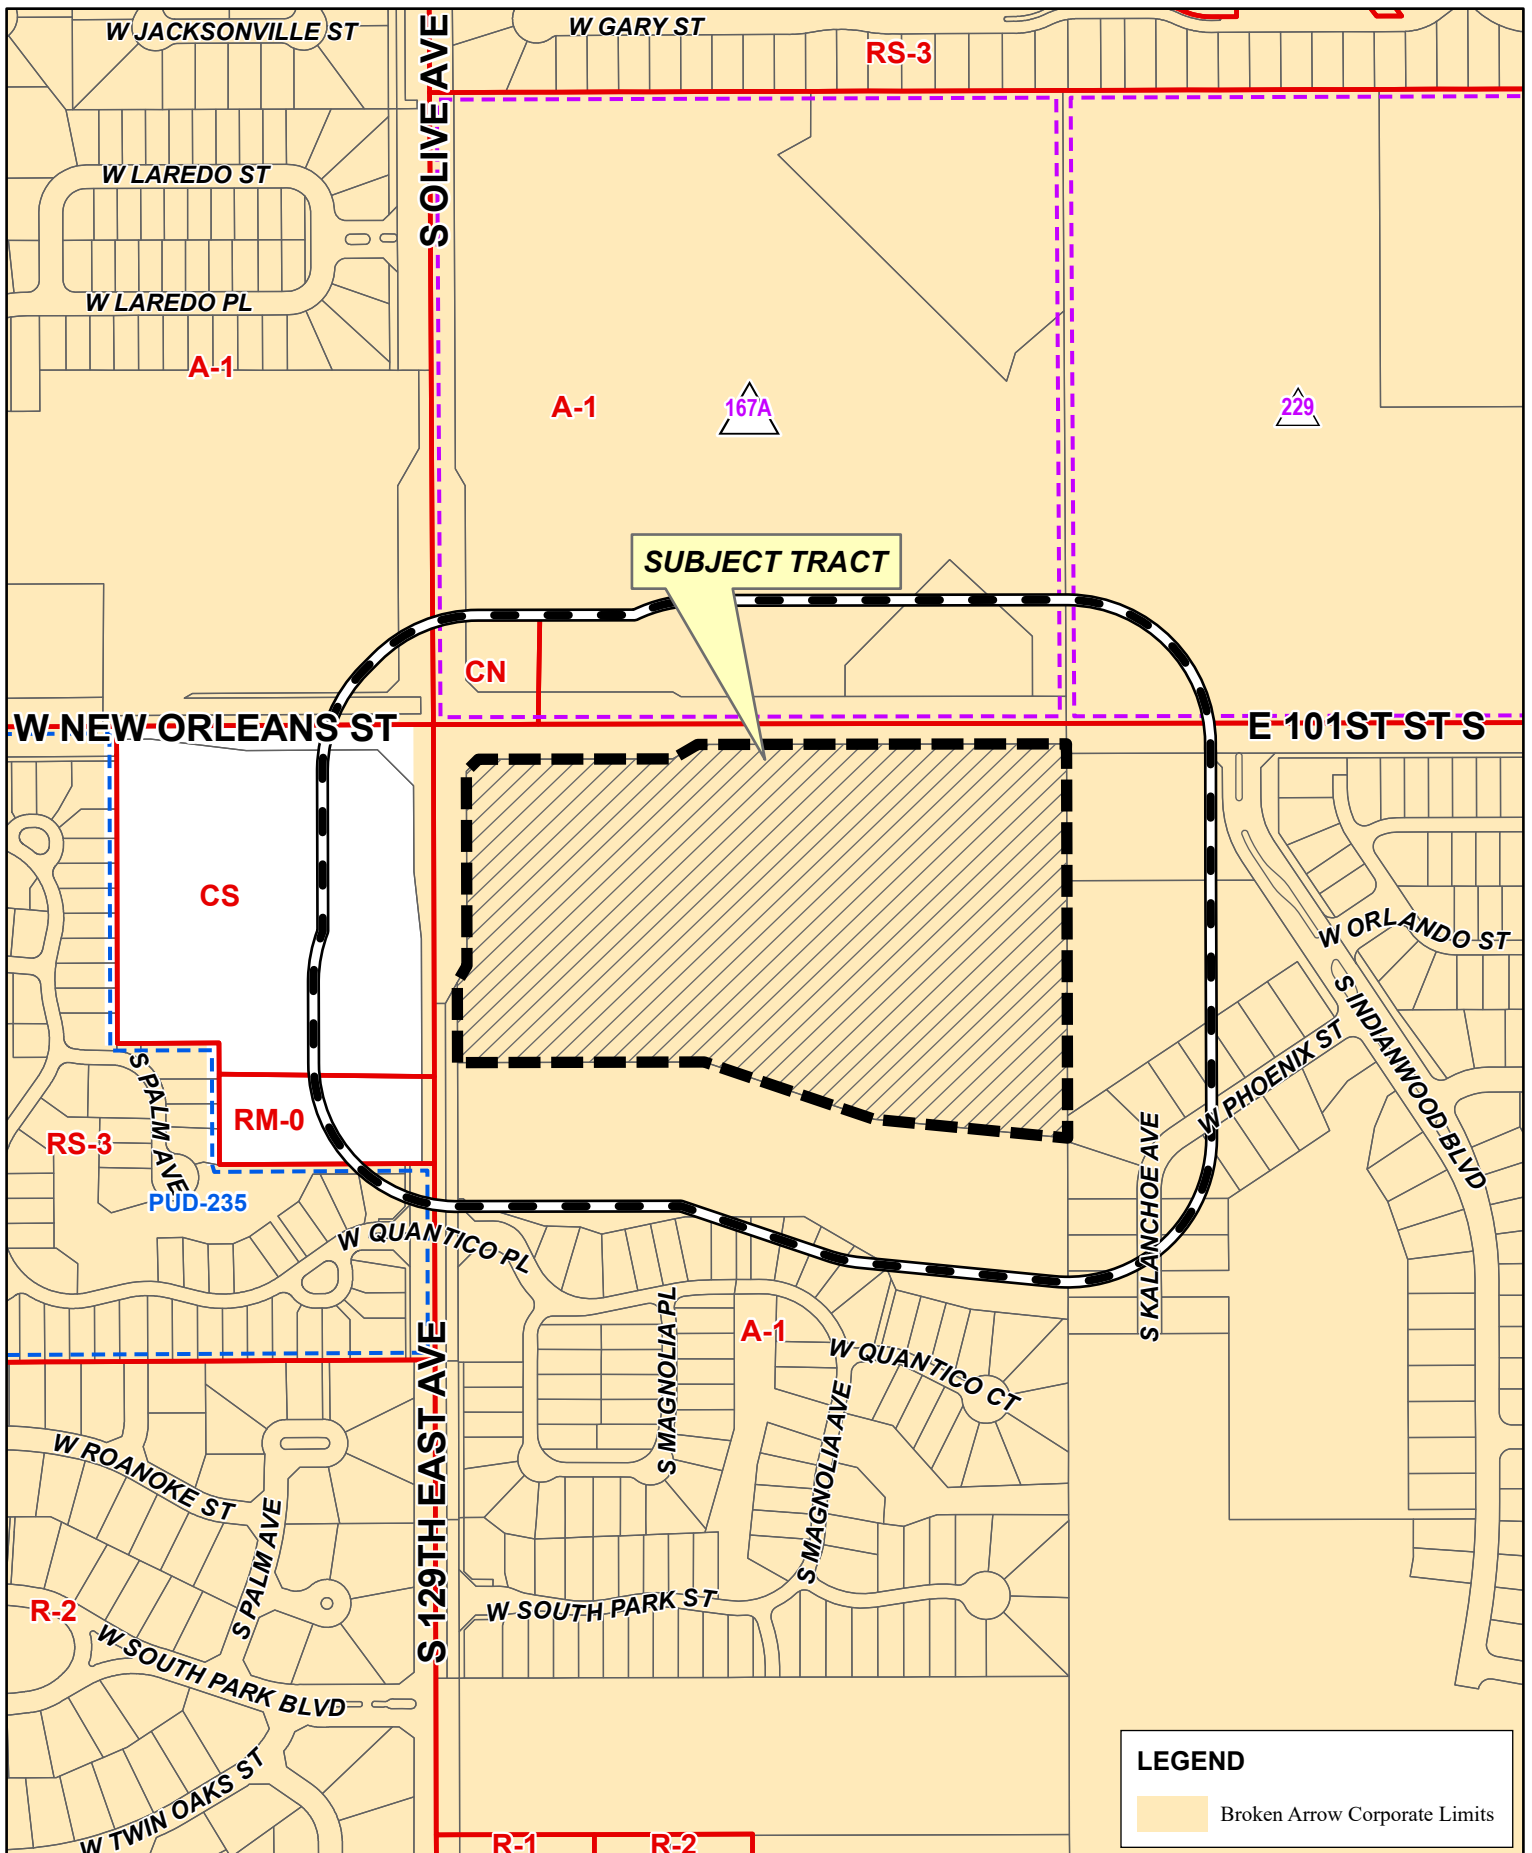 W JACKSONVILLE ST
W GARY ST
RS-3
S OLIVE AVE
W LAREDO ST
W LAREDO PL
A-1
A-1
167A
229
SUBJECT TRACT
CN
W NEW ORLEANS ST
E 101ST ST S
CS
W ORLANDO ST
S INDIANWOOD BLVD
W PHOENIX ST
S PALM AVE
RM-0
RS-3
PUD-235
S KALANCHOE AVE
W QUANTICO PL
S MAGNOLIA PL
A-1
W QUANTICO CT
S MAGNOLIA AVE
S 129TH EAST AVE
W ROANOKE ST
S PALM AVE
R-2
W SOUTH PARK ST
W SOUTH PARK BLVD
W TWIN OAKS ST
R-1
R-2
LEGEND
Broken Arrow Corporate Limits